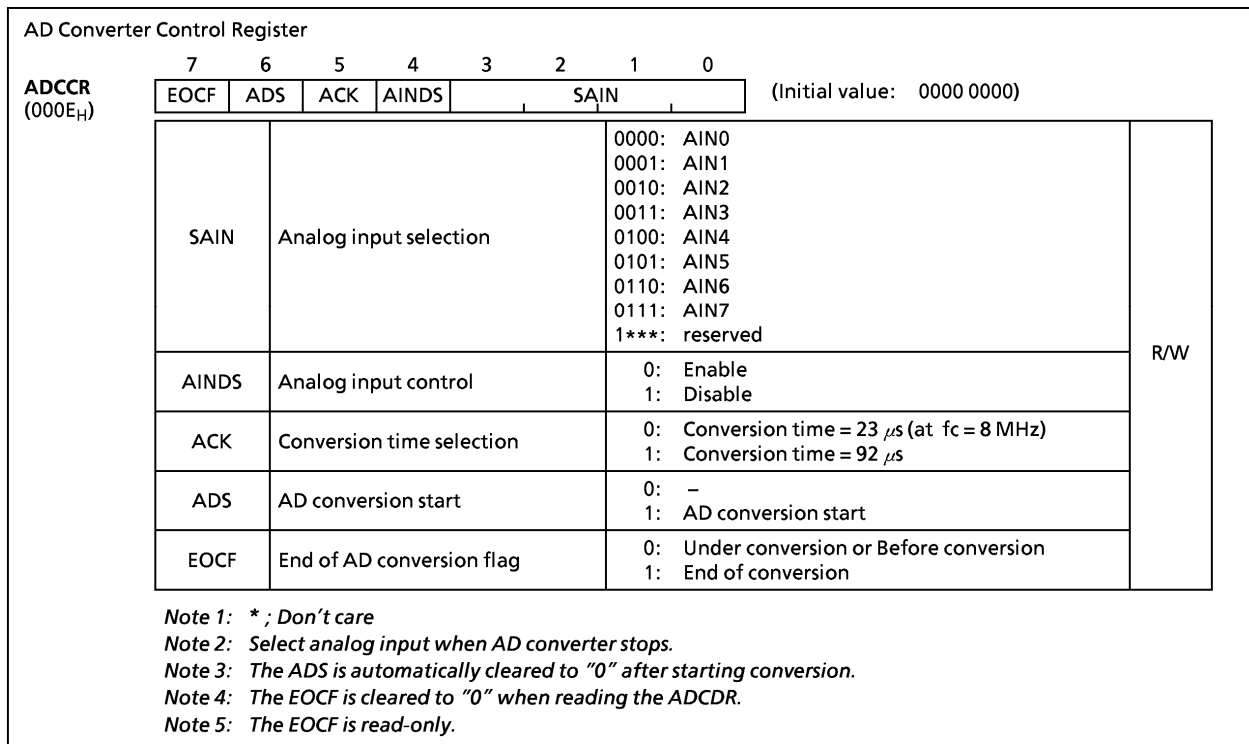 AD Converter Control Register
7 6 5 4 3 2 1 0
ADCCR EOCF ADS ACK AINDS SAIN (Initial value: 0000 0000)
(000EH)
0000: AIN0
0001: AIN1
0010: AIN2
0011: AIN3
SAIN Analog input selection 0100: AIN4
0101: AIN5
0110: AIN6
0111: AIN7
1***: reserved
R/W
AINDS Analog input control 0: Enable
1: Disable
ACK Conversion time selection 0: Conversion time = 23 μs (at fc = 8 MHz)
1: Conversion time = 92 μs
ADS AD conversion start 0: –
1: AD conversion start
EOCF End of AD conversion flag 0: Under conversion or Before conversion
1: End of conversion
Note 1: * ; Don't care
Note 2: Select analog input when AD converter stops.
Note 3: The ADS is automatically cleared to "0" after starting conversion.
Note 4: The EOCF is cleared to "0" when reading the ADCDR.
Note 5: The EOCF is read-only.